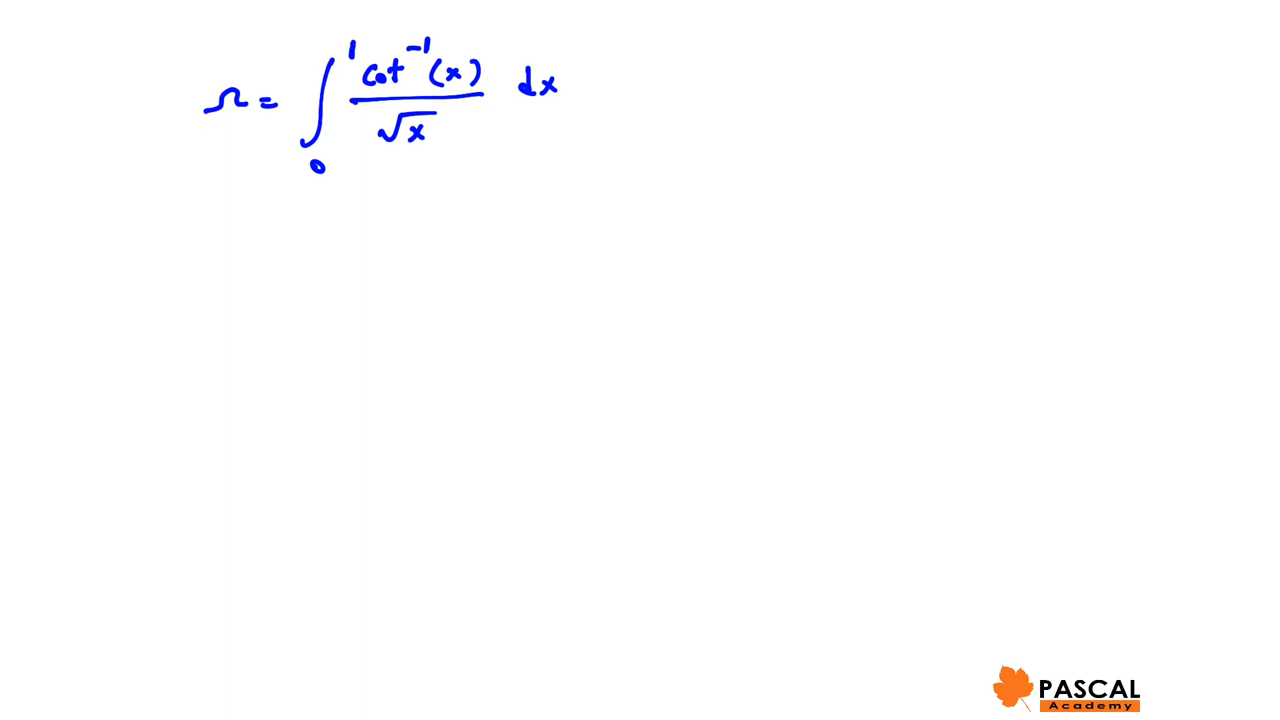 Ω = ∫₀¹ cot⁻¹(x) / √x dx
PASCAL
Academy